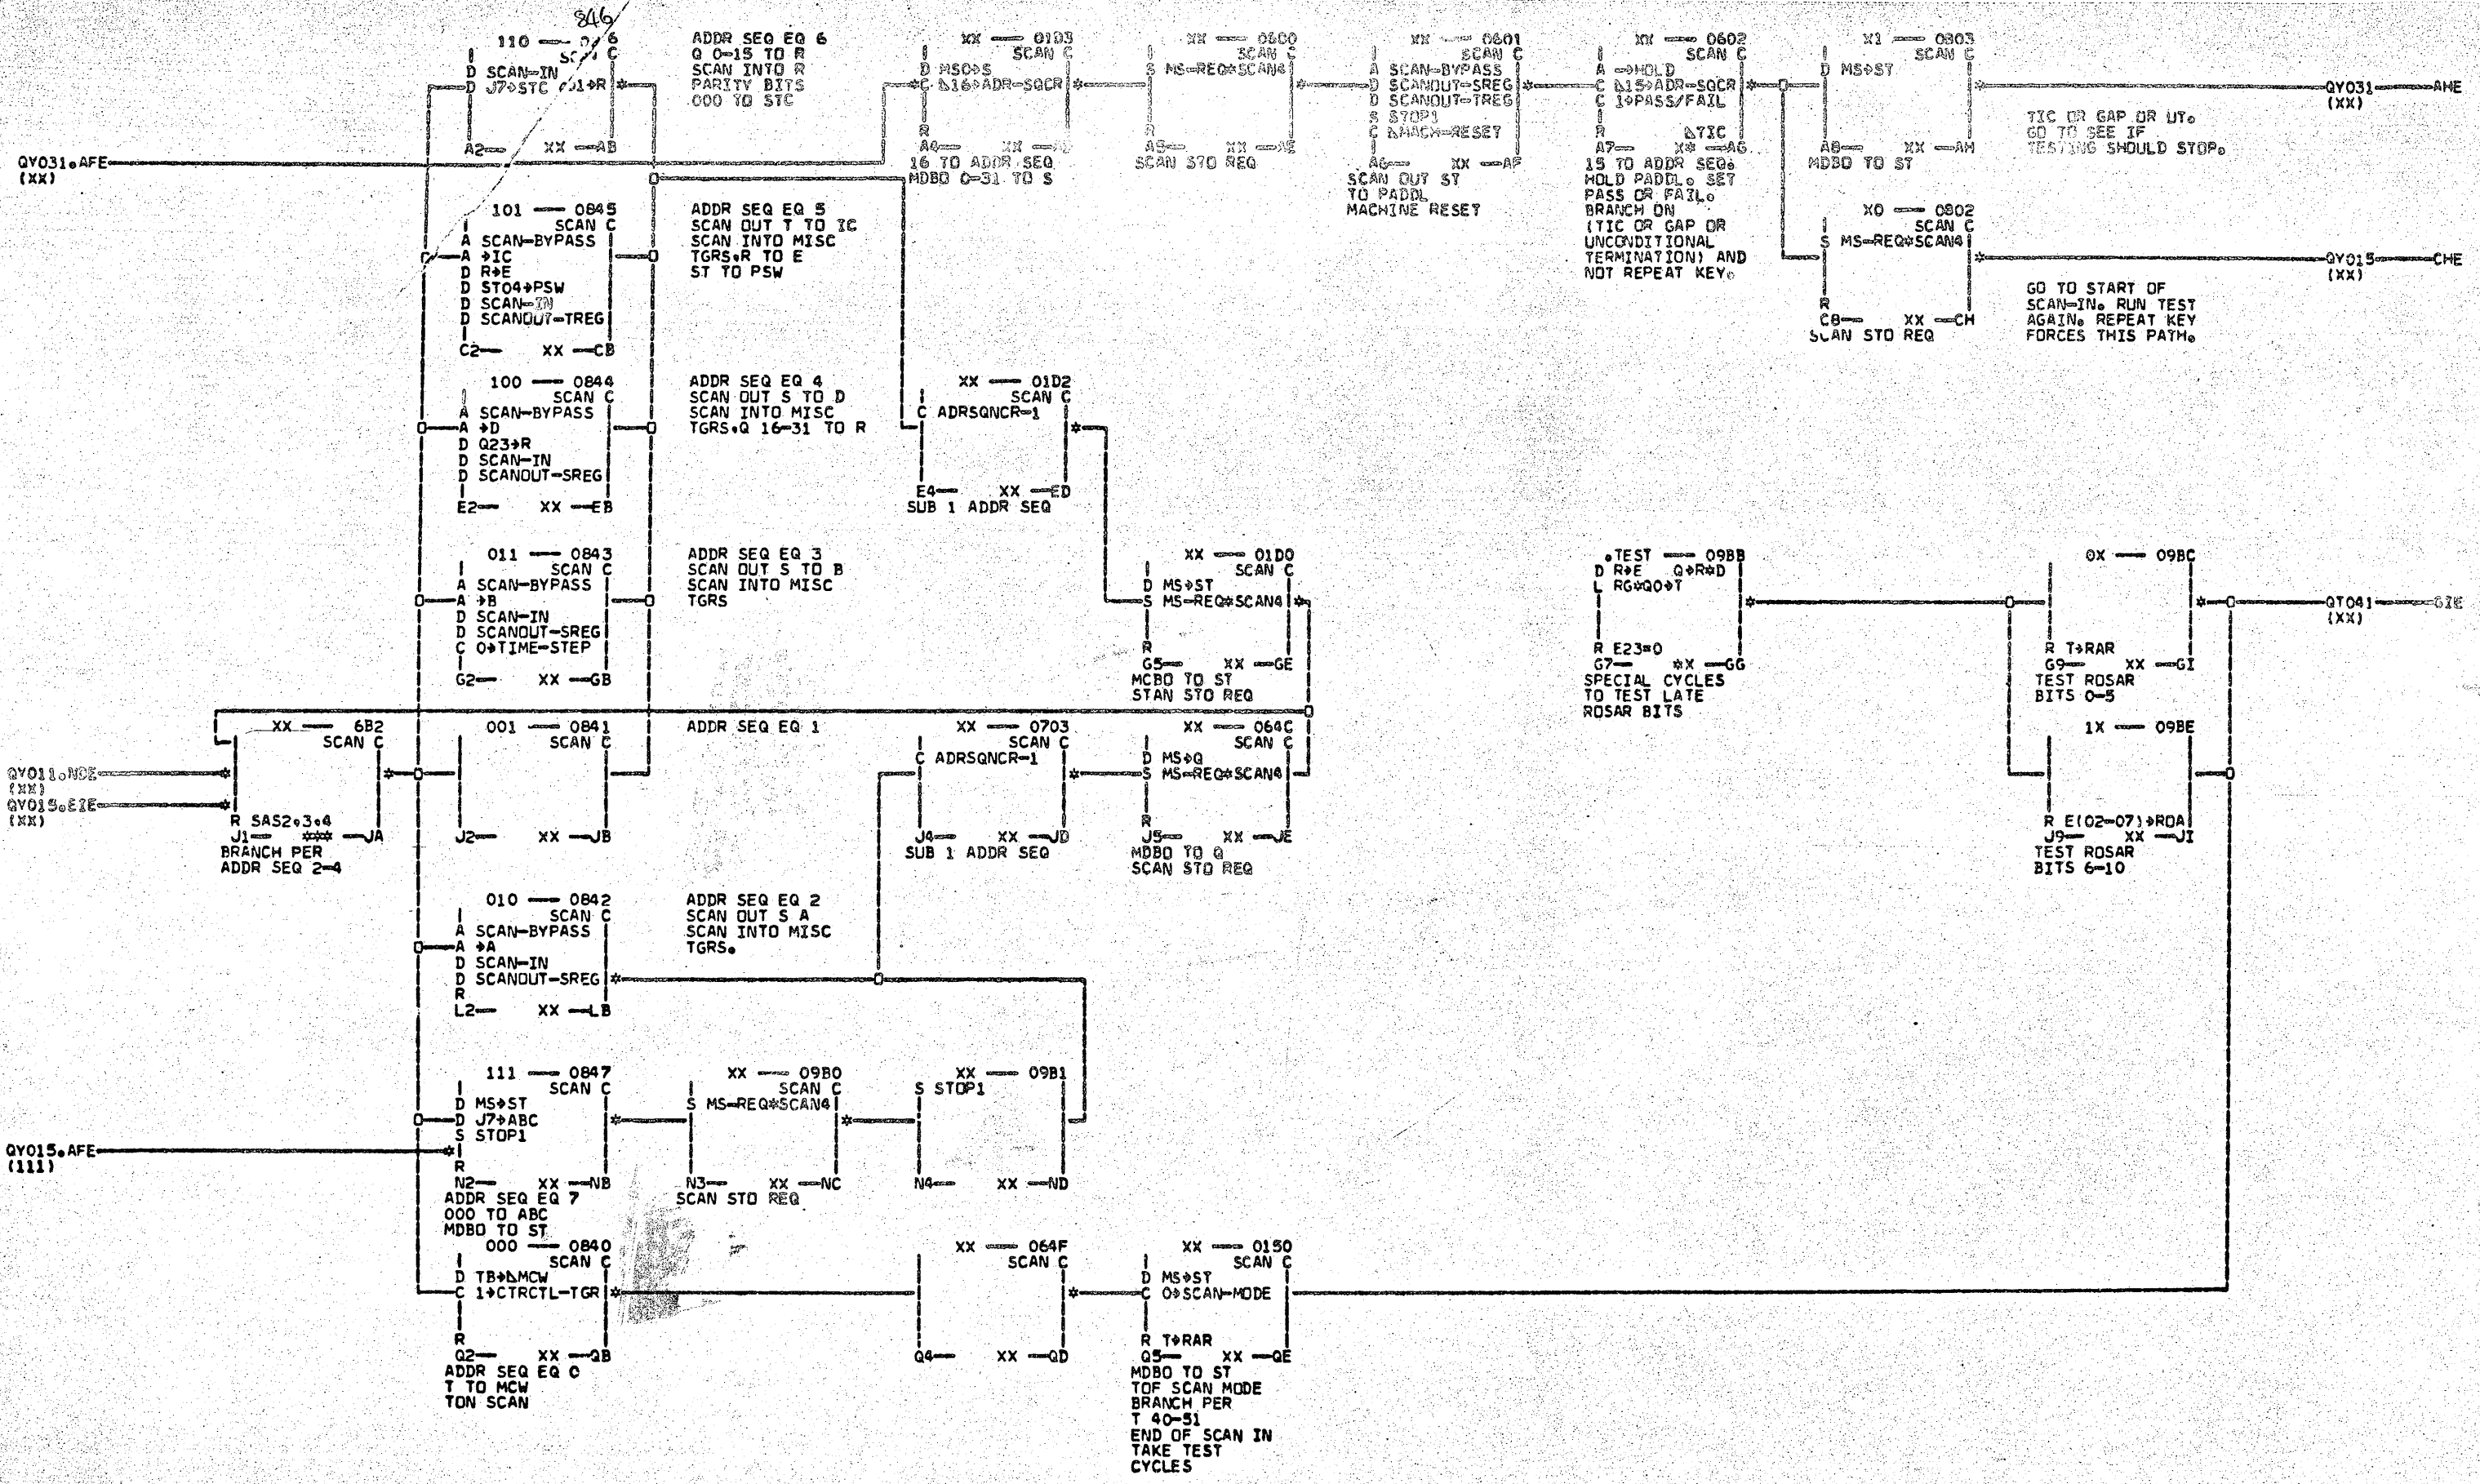 846
110 — 0846
SCAN C
D SCAN-IN
D J7→STC 01→R
A2— XX —AB
ADDR SEQ EQ 6
Q 0-15 TO R
SCAN INTO R
PARITY BITS
000 TO STC
XX — 01D3
SCAN C
D MS0→S
C ∆16→ADR-SQCR
R
A4— XX
16 TO ADDR SEQ
MDBO 0-31 TO S
XX — 0600
SCAN C
S MS-REQ*SCAN4
R
A5— XX —AE
SCAN STO REQ
XX — 0601
SCAN C
A SCAN-BYPASS
D SCANOUT-SREG
D SCANOUT-TREG
S STOP1
C ∆MACH-RESET
A6— XX —AF
SCAN OUT ST
TO PADDL
MACHINE RESET
XX — 0602
SCAN C
A →HOLD
C ∆15→ADR-SQCR
C 1→PASS/FAIL
R ∆TIC
A7— X* —AG
15 TO ADDR SEQ.
HOLD PADDL. SET
PASS OR FAIL.
BRANCH ON
(TIC OR GAP OR
UNCONDITIONAL
TERMINATION) AND
NOT REPEAT KEY.
X1 — 0803
SCAN C
D MS→ST
A8— XX —AH
MDBO TO ST
QY031—AHE
(XX)
TIC OR GAP OR UT.
GO TO SEE IF
TESTING SHOULD STOP.
QY031.AFE
(XX)
101 — 0845
SCAN C
A SCAN-BYPASS
A →IC
D R→E
D ST04→PSW
D SCAN-IN
D SCANOUT-TREG
C2— XX —CB
ADDR SEQ EQ 5
SCAN OUT T TO IC
SCAN INTO MISC
TGRS.R TO E
ST TO PSW
X0 — 0802
SCAN C
S MS-REQ*SCAN4
R
C8— XX —CH
SCAN STO REQ
QY015—CHE
(XX)
GO TO START OF
SCAN-IN. RUN TEST
AGAIN. REPEAT KEY
FORCES THIS PATH.
100 — 0844
SCAN C
A SCAN-BYPASS
A →D
D Q23→R
D SCAN-IN
D SCANOUT-SREG
E2— XX —EB
ADDR SEQ EQ 4
SCAN OUT S TO D
SCAN INTO MISC
TGRS.Q 16-31 TO R
XX — 01D2
SCAN C
C ADRSQNCR-1
E4— XX —ED
SUB 1 ADDR SEQ
011 — 0843
SCAN C
A SCAN-BYPASS
A →B
D SCAN-IN
D SCANOUT-SREG
C 0→TIME-STEP
G2— XX —GB
ADDR SEQ EQ 3
SCAN OUT S TO B
SCAN INTO MISC
TGRS
XX — 01D0
SCAN C
D MS→ST
S MS-REQ*SCAN4
R
G5— XX —GE
MCBO TO ST
STAN STO REQ
.TEST — 09BB
D R→E Q→R*D
L RG*Q0→T
R E23=0
G7— *X —GG
SPECIAL CYCLES
TO TEST LATE
ROSAR BITS
0X — 09BC
R T→RAR
G9— XX —GI
TEST ROSAR
BITS 0-5
QT041—GIE
(XX)
XX — 6B2
SCAN C
QY011.NDE
(XX)
QY015.EIE
(XX)
R SAS2,3,4
J1— *** —JA
BRANCH PER
ADDR SEQ 2-4
001 — 0841
SCAN C
J2— XX —JB
ADDR SEQ EQ 1
XX — 0703
SCAN C
C ADRSQNCR-1
J4— XX —JD
SUB 1 ADDR SEQ
XX — 064C
SCAN C
D MS→Q
S MS-REQ*SCAN4
R
J5— XX —JE
MDBO TO Q
SCAN STO REQ
1X — 09BE
R E(02-07)→ROA
J9— XX —JI
TEST ROSAR
BITS 6-10
010 — 0842
SCAN C
A SCAN-BYPASS
A →A
D SCAN-IN
D SCANOUT-SREG
R
L2— XX —LB
ADDR SEQ EQ 2
SCAN OUT S A
SCAN INTO MISC
TGRS.
111 — 0847
SCAN C
D MS→ST
D J7→ABC
S STOP1
R
N2— XX —NB
ADDR SEQ EQ 7
000 TO ABC
MDBO TO ST
QY015.AFE
(111)
XX — 09B0
SCAN C
S MS-REQ*SCAN4
N3— XX —NC
SCAN STO REQ
XX — 09B1
S STOP1
N4— XX —ND
000 — 0840
SCAN C
D TB→∆MCW
C 1→CTRCTL-TGR
R
Q2— XX —QB
ADDR SEQ EQ 0
T TO MCW
TON SCAN
XX — 064F
SCAN C
Q4— XX —QD
XX — 0150
SCAN C
D MS→ST
C 0→SCAN-MODE
R T→RAR
Q5— XX —QE
MDBO TO ST
TOF SCAN MODE
BRANCH PER
T 40-51
END OF SCAN IN
TAKE TEST
CYCLES